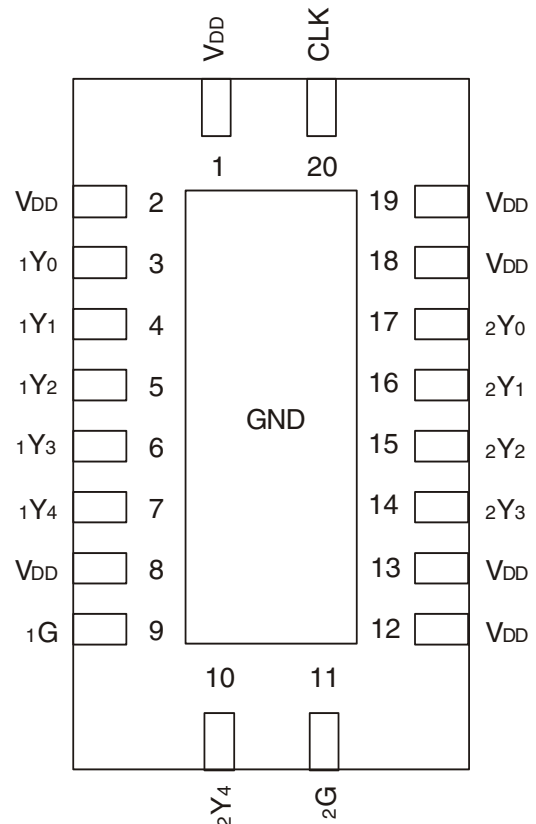 VDD CLK
1 20
VDD 2 19 VDD
1Y0 3 18 VDD
1Y1 4 17 2Y0
1Y2 5 16 2Y1
1Y3 6 15 2Y2
1Y4 7 14 2Y3
VDD 8 13 VDD
1G 9 12 VDD
GND
10 11
2Y4 2G